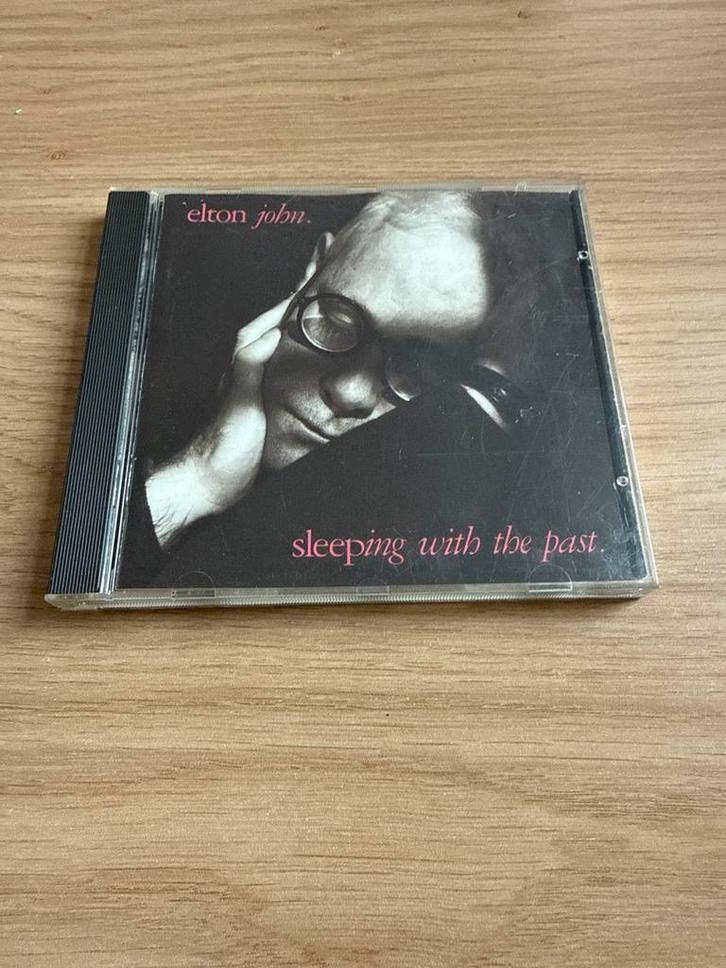 elton john.
sleeping with the past.